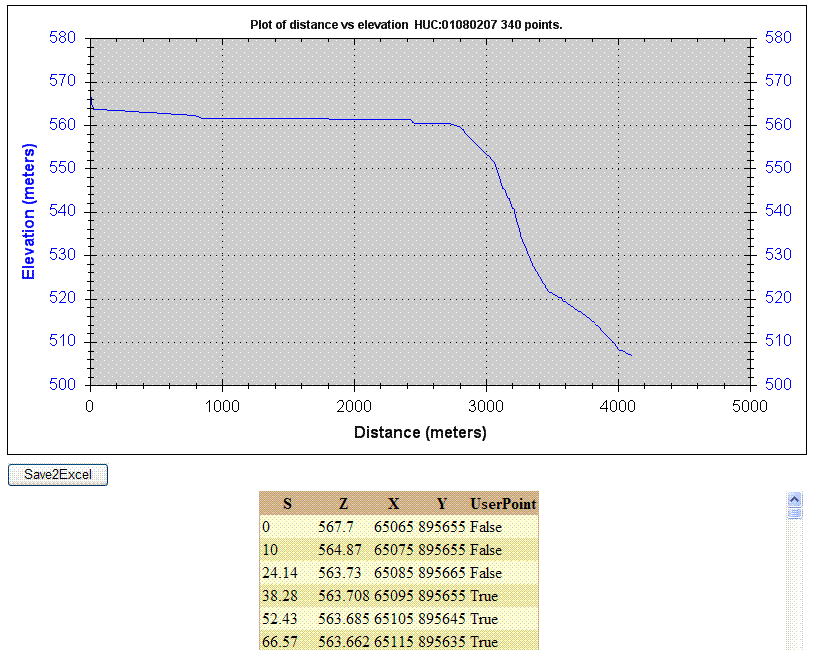 Plot of distance vs elevation HUC:01080207 340 points.
580 580
570 570
560 560
550 550
540 540
530 530
520 520
510 510
500 500
Elevation (meters)
0 1000 2000 3000 4000 5000
Distance (meters)
Save2Excel
S Z X Y UserPoint
0 567.7 65065 895655 False
10 564.87 65075 895655 False
24.14 563.73 65085 895665 False
38.28 563.708 65095 895655 True
52.43 563.685 65105 895645 True
66.57 563.662 65115 895635 True